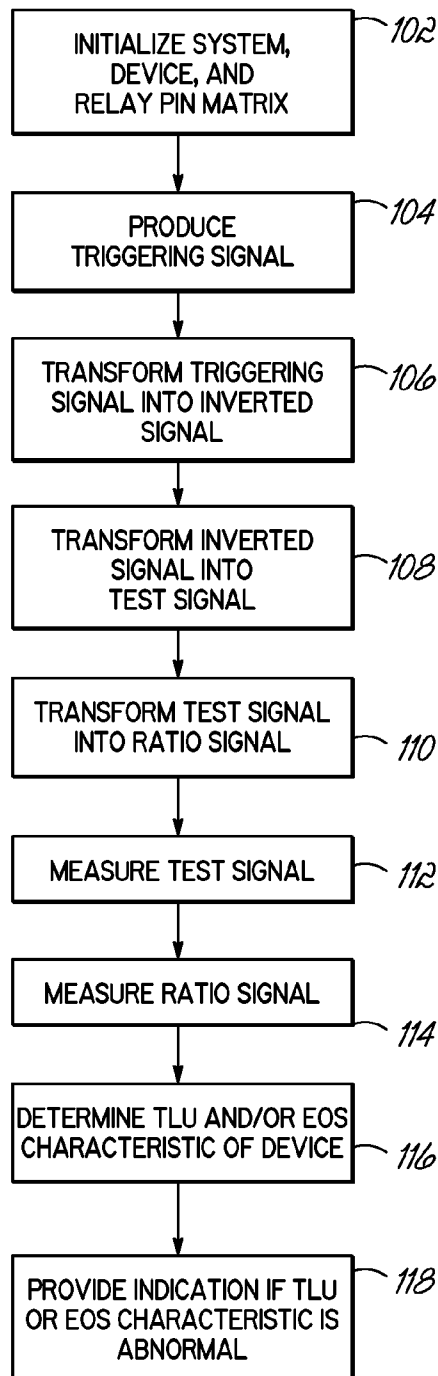 INITIALIZE SYSTEM,
DEVICE, AND
RELAY PIN MATRIX
102
PRODUCE
TRIGGERING SIGNAL
104
TRANSFORM TRIGGERING
SIGNAL INTO INVERTED
SIGNAL
106
TRANSFORM INVERTED
SIGNAL INTO
TEST SIGNAL
108
TRANSFORM TEST SIGNAL
INTO RATIO SIGNAL
110
MEASURE TEST SIGNAL
112
MEASURE RATIO SIGNAL
114
DETERMINE TLU AND/OR EOS
CHARACTERISTIC OF DEVICE
116
PROVIDE INDICATION IF TLU
OR EOS CHARACTERISTIC IS
ABNORMAL
118